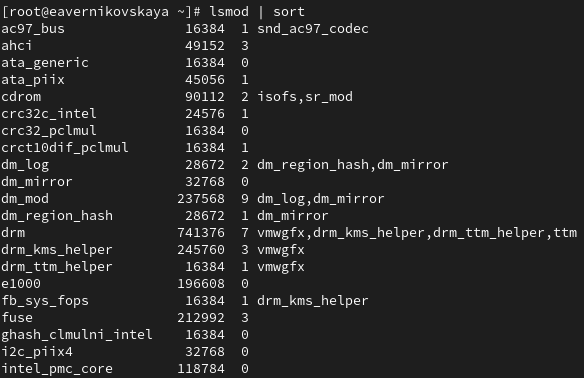 [root@eavernikovskaya ~]# lsmod | sort
ac97_bus 16384 1 snd_ac97_codec
ahci 49152 3
ata_generic 16384 0
ata_piix 45056 1
cdrom 90112 2 isofs,sr_mod
crc32c_intel 24576 1
crc32_pclmul 16384 0
crct10dif_pclmul 16384 1
dm_log 28672 2 dm_region_hash,dm_mirror
dm_mirror 32768 0
dm_mod 237568 9 dm_log,dm_mirror
dm_region_hash 28672 1 dm_mirror
drm 741376 7 vmwgfx,drm_kms_helper,drm_ttm_helper,ttm
drm_kms_helper 245760 3 vmwgfx
drm_ttm_helper 16384 1 vmwgfx
e1000 196608 0
fb_sys_fops 16384 1 drm_kms_helper
fuse 212992 3
ghash_clmulni_intel 16384 0
i2c_piix4 32768 0
intel_pmc_core 118784 0